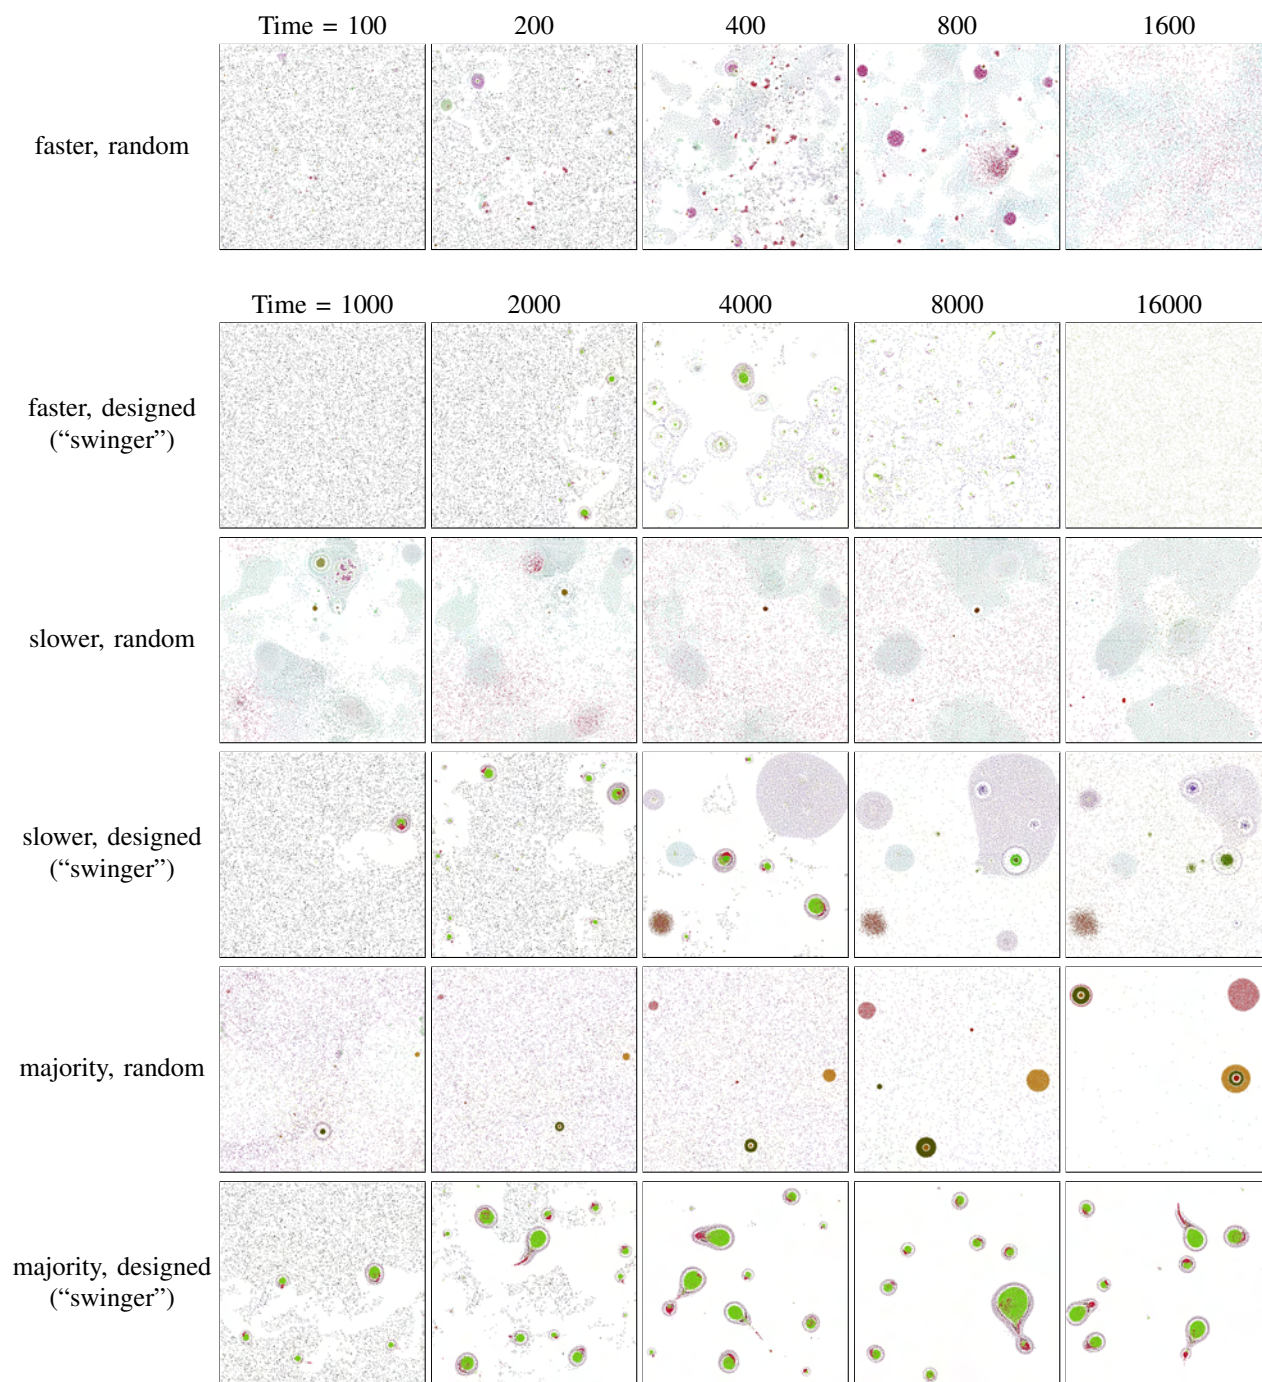 Time = 100 200 400 800 1600
faster, random
Time = 1000 2000 4000 8000 16000
faster, designed
(“swinger”)
slower, random
slower, designed
(“swinger”)
majority, random
majority, designed
(“swinger”)